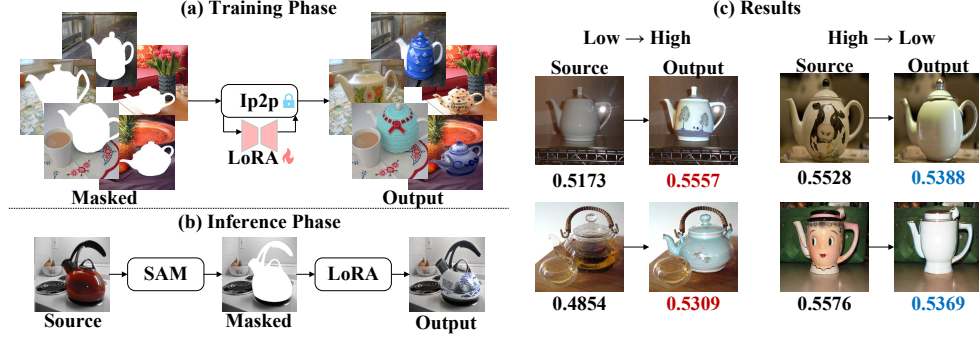 (a) Training Phase
Ip2p
LoRA
Masked
Output
(b) Inference Phase
SAM
LoRA
Source
Masked
Output
(c) Results
Low → High
High → Low
Source
Output
Source
Output
0.5173
0.5557
0.5528
0.5388
0.4854
0.5309
0.5576
0.5369